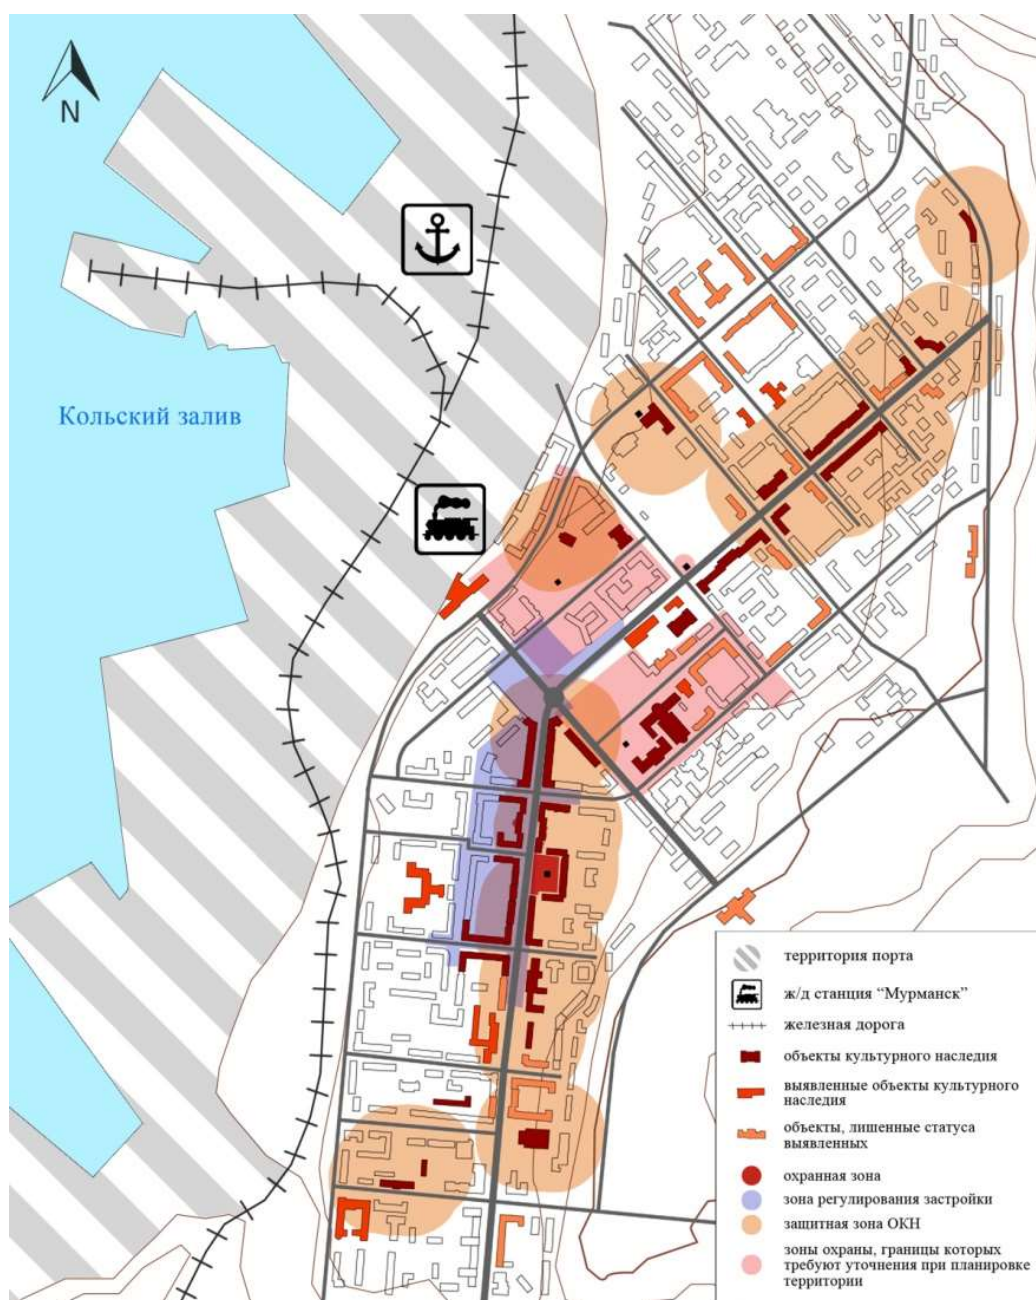 N
Кольский залив
территория порта
ж/д станция “Мурманск”
железная дорога
объекты культурного наследия
выявленные объекты культурного
наследия
объекты, лишенные статуса
выявленных
охранная зона
зона регулирования застройки
защитная зона ОКН
зоны охраны, границы которых
требуют уточнения при планировке
территории